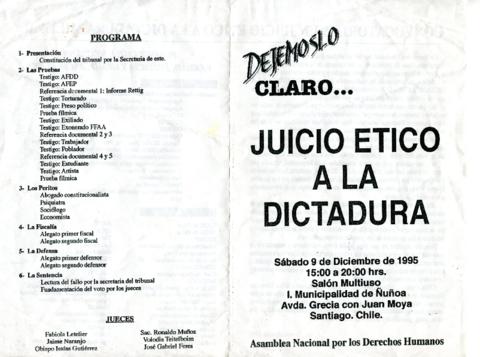 PROGRAMA
1- Presentación
Constitución del tribunal por la Secretaria de este.
2- Las Pruebas
Testigo: AFDD
Testigo: AFEP
Referencia documental 1: Informe Rettig
Testigo: Torturado
Testigo: Preso político
Prueba fílmica
Testigo: Exiliado
Testigo: Exonerado FFAA
Referencia documental 2 y 3
Testigo: Trabajador
Testigo: Poblador
Referencia documental 4 y 5
Testigo: Estudiante
Testigo: Artista
Prueba fílmica
3- Los Peritos
Abogado constitucionalista
Psiquiatra
Sociólogo
Economista
4- La Fiscalía
Alegato primer fiscal
Alegato segundo fiscal
5- La Defensa
Alegato primer defensor
Alegato segundo defensor
6- La Sentencia
Lectura del fallo por la secretaria del tribunal
Fundamentación del voto por los jueces
JUECES
Fabiola Letelier
Jaime Naranjo
Obispo Isaías Gutiérrez
Sac. Ronaldo Muñoz
Volodia Teitelboim
José Gabriel Feres
DEJEMOSLO
CLARO...
JUICIO ETICO
A LA
DICTADURA
Sábado 9 de Diciembre de 1995
15:00 a 20:00 hrs.
Salón Multiuso
I. Municipalidad de Ñuñoa
Avda. Grecia con Juan Moya
Santiago. Chile.
Asamblea Nacional por los Derechos Humanos